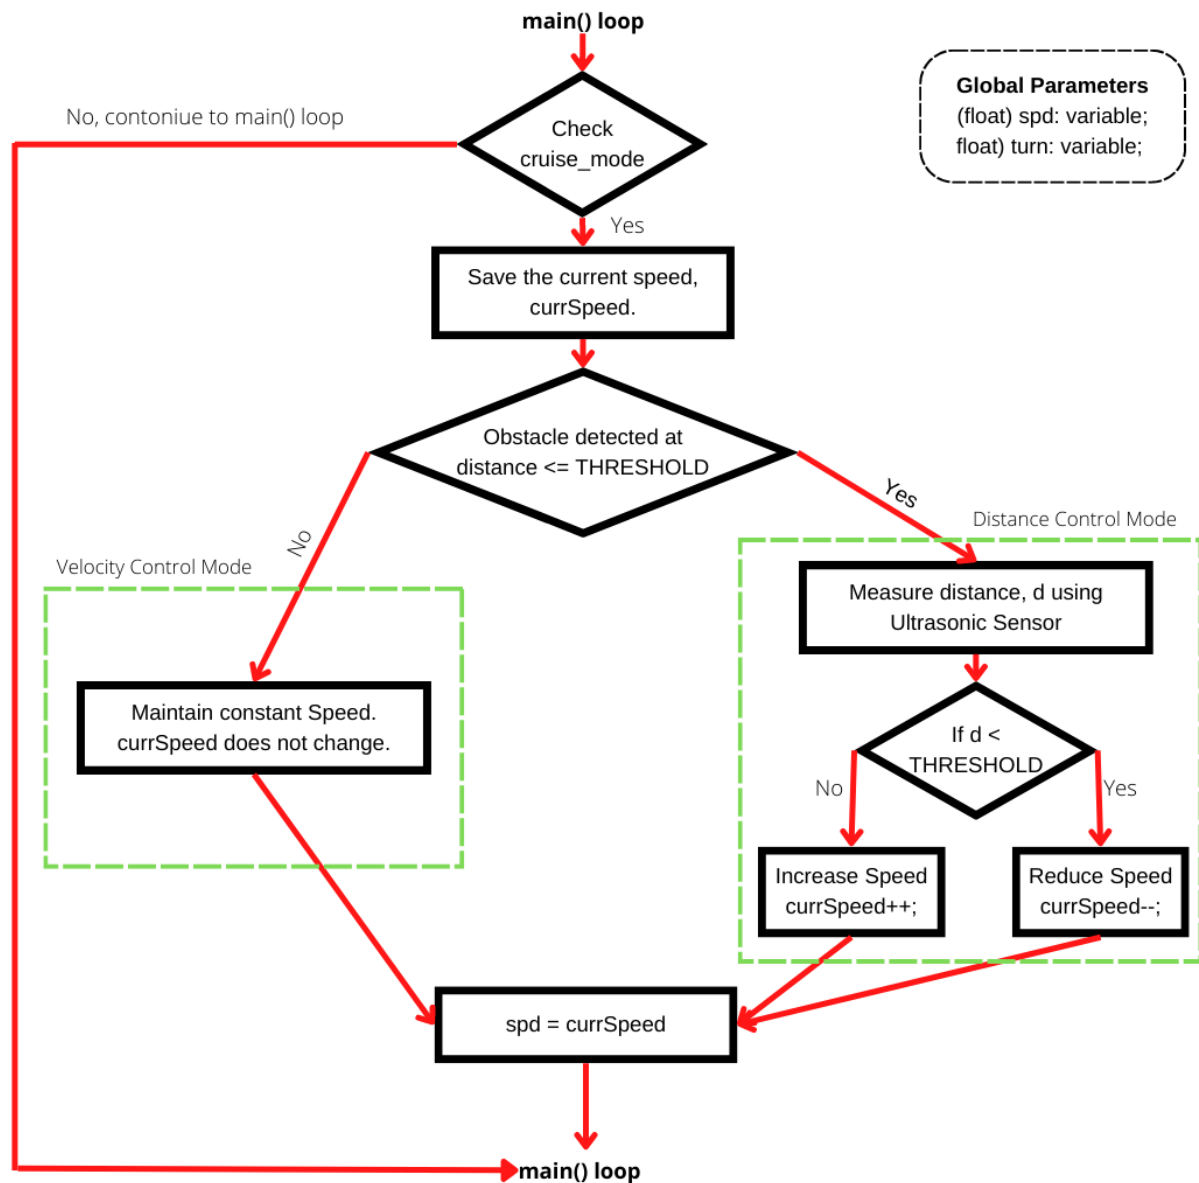 main() loop
Global Parameters
(float) spd: variable;
float) turn: variable;
No, contoniue to main() loop
Check
cruise_mode
Yes
Save the current speed,
currSpeed.
Obstacle detected at
distance <= THRESHOLD
No
Yes
Velocity Control Mode
Distance Control Mode
Maintain constant Speed.
currSpeed does not change.
Measure distance, d using
Ultrasonic Sensor
If d <
THRESHOLD
No
Yes
Increase Speed
currSpeed++;
Reduce Speed
currSpeed--;
spd = currSpeed
main() loop